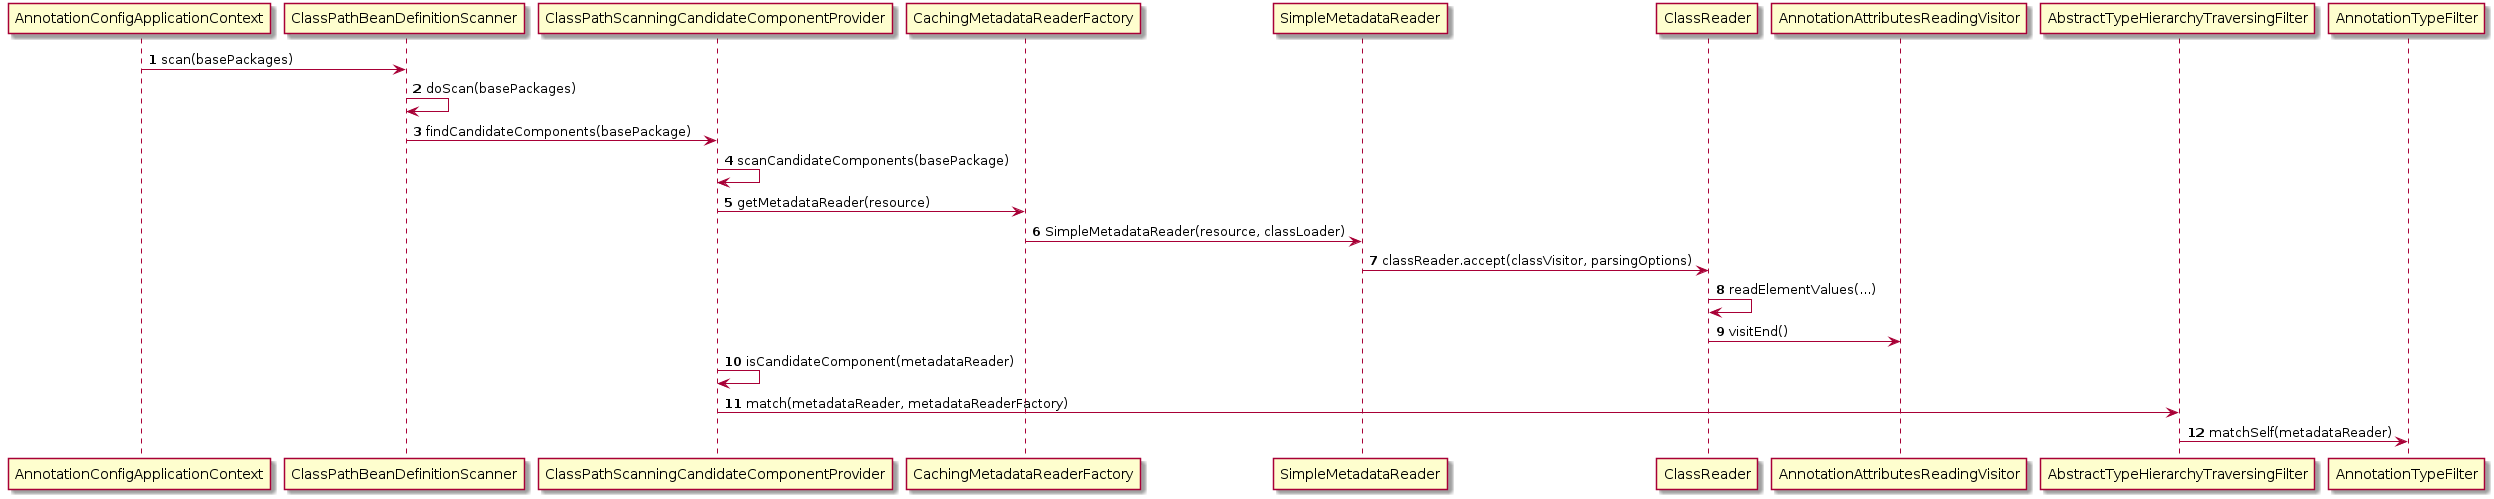 AnnotationConfigApplicationContext ClassPathBeanDefinitionScanner ClassPathScanningCandidateComponentProvider CachingMetadataReaderFactory SimpleMetadataReader ClassReader AnnotationAttributesReadingVisitor AbstractTypeHierarchyTraversingFilter AnnotationTypeFilter
1 scan(basePackages)
2 doScan(basePackages)
3 findCandidateComponents(basePackage)
4 scanCandidateComponents(basePackage)
5 getMetadataReader(resource)
6 SimpleMetadataReader(resource, classLoader)
7 classReader.accept(classVisitor, parsingOptions)
8 readElementValues(...)
9 visitEnd()
10 isCandidateComponent(metadataReader)
11 match(metadataReader, metadataReaderFactory)
12 matchSelf(metadataReader)
AnnotationConfigApplicationContext ClassPathBeanDefinitionScanner ClassPathScanningCandidateComponentProvider CachingMetadataReaderFactory SimpleMetadataReader ClassReader AnnotationAttributesReadingVisitor AbstractTypeHierarchyTraversingFilter AnnotationTypeFilter